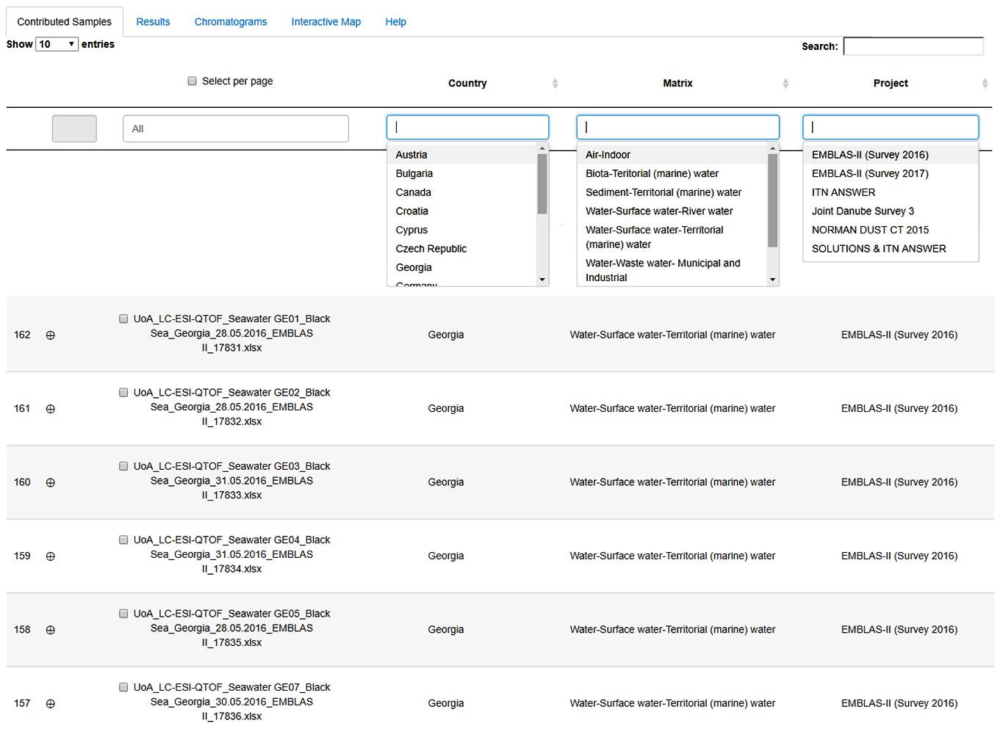 Contributed Samples Results Chromatograms Interactive Map Help
Show 10 entries Search:
Select per page Country Matrix Project
All
Austria Air-Indoor EMBLAS-II (Survey 2016)
Bulgaria Biota-Teritorial (marine) water EMBLAS-II (Survey 2017)
Canada Sediment-Territorial (marine) water ITN ANSWER
Croatia Water-Surface water-River water Joint Danube Survey 3
Cyprus Water-Surface water-Territorial NORMAN DUST CT 2015
(marine) water
Czech Republic SOLUTIONS & ITN ANSWER
Georgia Water-Waste water- Municipal and
Industrial
Germany
UoA_LC-ESI-QTOF_Seawater GE01_Black
162 Sea_Georgia_28.05.2016_EMBLAS Georgia Water-Surface water-Territorial (marine) water EMBLAS-II (Survey 2016)
II_17831.xlsx
UoA_LC-ESI-QTOF_Seawater GE02_Black
161 Sea_Georgia_28.05.2016_EMBLAS Georgia Water-Surface water-Territorial (marine) water EMBLAS-II (Survey 2016)
II_17832.xlsx
UoA_LC-ESI-QTOF_Seawater GE03_Black
160 Sea_Georgia_31.05.2016_EMBLAS Georgia Water-Surface water-Territorial (marine) water EMBLAS-II (Survey 2016)
II_17833.xlsx
UoA_LC-ESI-QTOF_Seawater GE04_Black
159 Sea_Georgia_31.05.2016_EMBLAS Georgia Water-Surface water-Territorial (marine) water EMBLAS-II (Survey 2016)
II_17834.xlsx
UoA_LC-ESI-QTOF_Seawater GE05_Black
158 Sea_Georgia_28.05.2016_EMBLAS Georgia Water-Surface water-Territorial (marine) water EMBLAS-II (Survey 2016)
II_17835.xlsx
UoA_LC-ESI-QTOF_Seawater GE07_Black
157 Sea_Georgia_30.05.2016_EMBLAS Georgia Water-Surface water-Territorial (marine) water EMBLAS-II (Survey 2016)
II_17836.xlsx